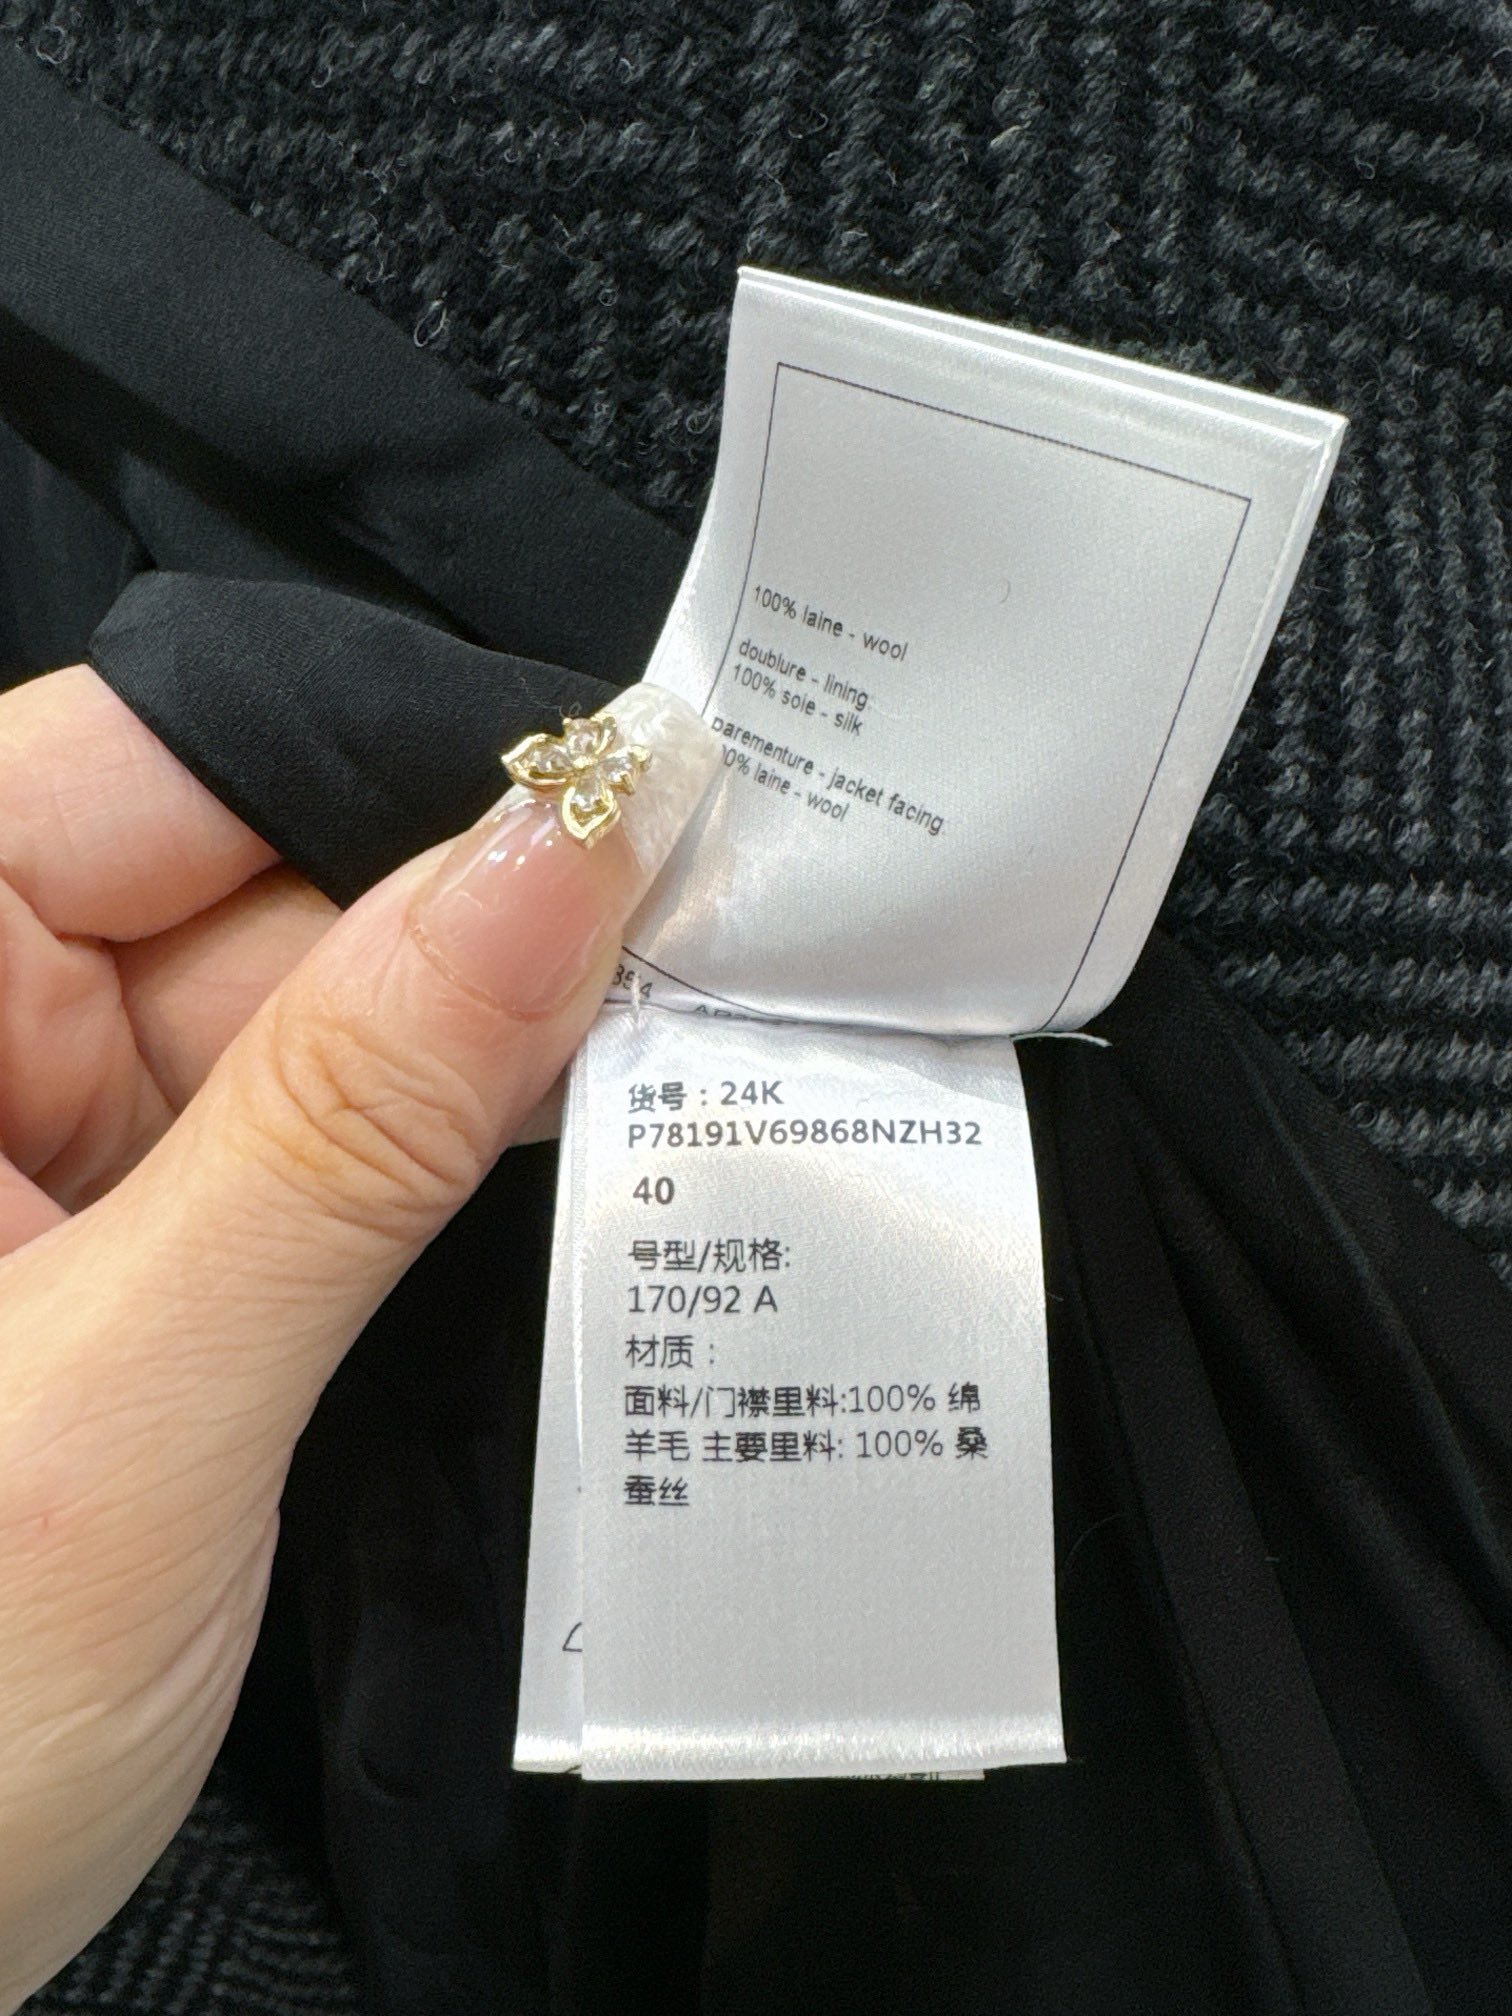 100% laine - wool
doublure - lining
100% soie - silk
parementure - jacket facing
00% laine - wool
354
货号：24K
P78191V69868NZH32
40
号型/规格:
170/92 A
材质：
面料/门襟里料:100% 绵
羊毛 主要里料: 100% 桑
蚕丝